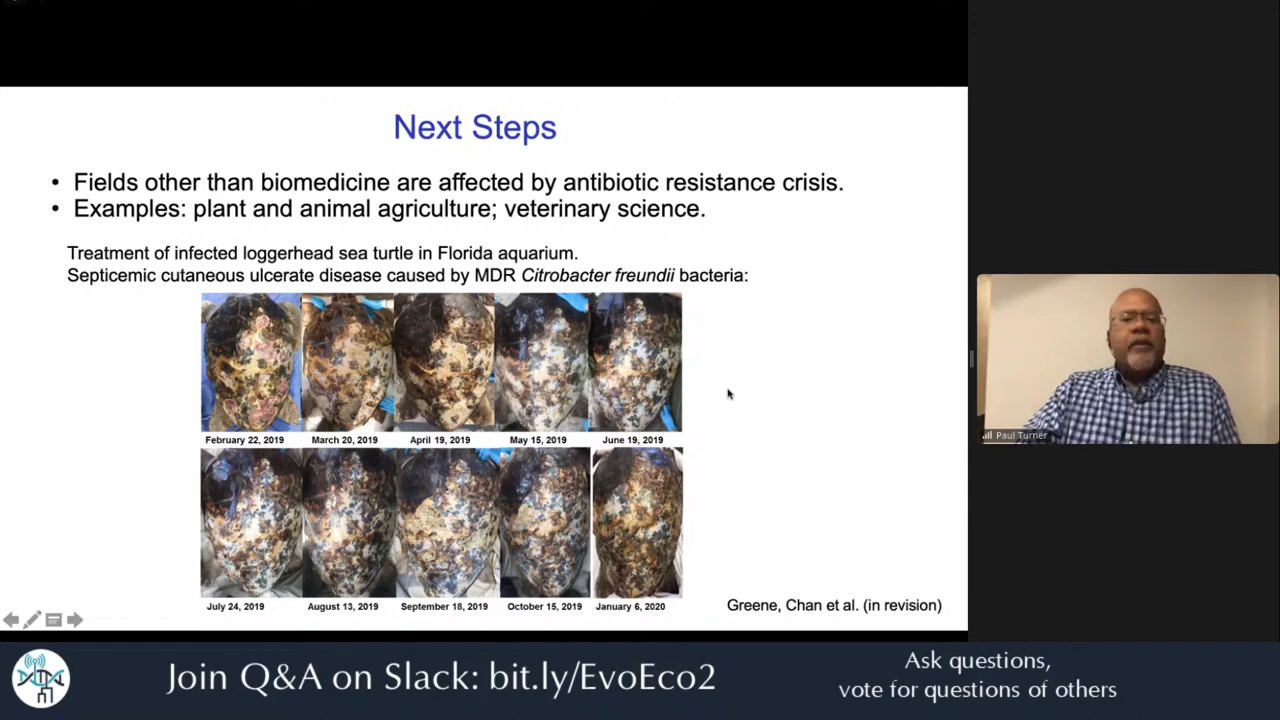 Next Steps
• Fields other than biomedicine are affected by antibiotic resistance crisis.
• Examples: plant and animal agriculture; veterinary science.
Treatment of infected loggerhead sea turtle in Florida aquarium.
Septicemic cutaneous ulcerate disease caused by MDR Citrobacter freundii bacteria:
February 22, 2019
March 20, 2019
April 19, 2019
May 15, 2019
June 19, 2019
July 24, 2019
August 13, 2019
September 18, 2019
October 15, 2019
January 6, 2020
Greene, Chan et al. (in revision)
Paul Turner
Join Q&A on Slack: bit.ly/EvoEco2
Ask questions,
vote for questions of others